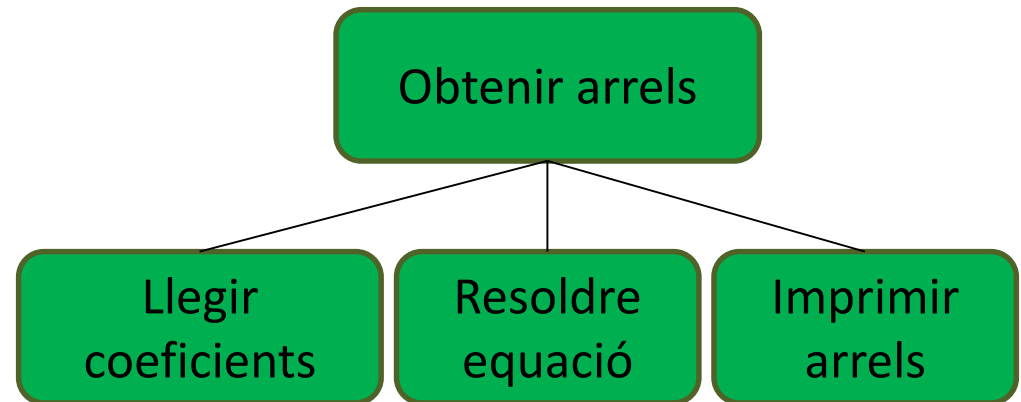 Obtenir arrels
Llegir
coeficients
Resoldre
equació
Imprimir
arrels